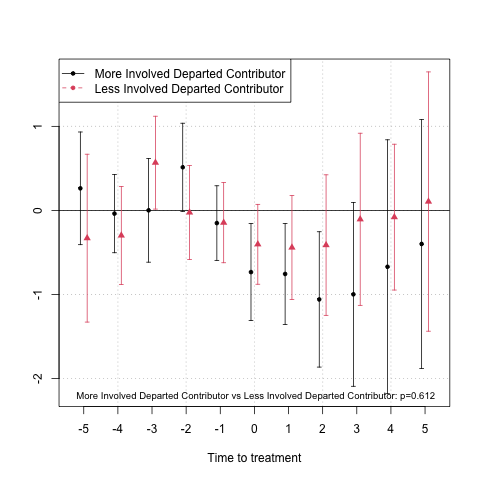 More Involved Departed Contributor
Less Involved Departed Contributor
1
0
-1
-2
More Involved Departed Contributor vs Less Involved Departed Contributor: p=0.612
-5 -4 -3 -2 -1 0 1 2 3 4 5
Time to treatment